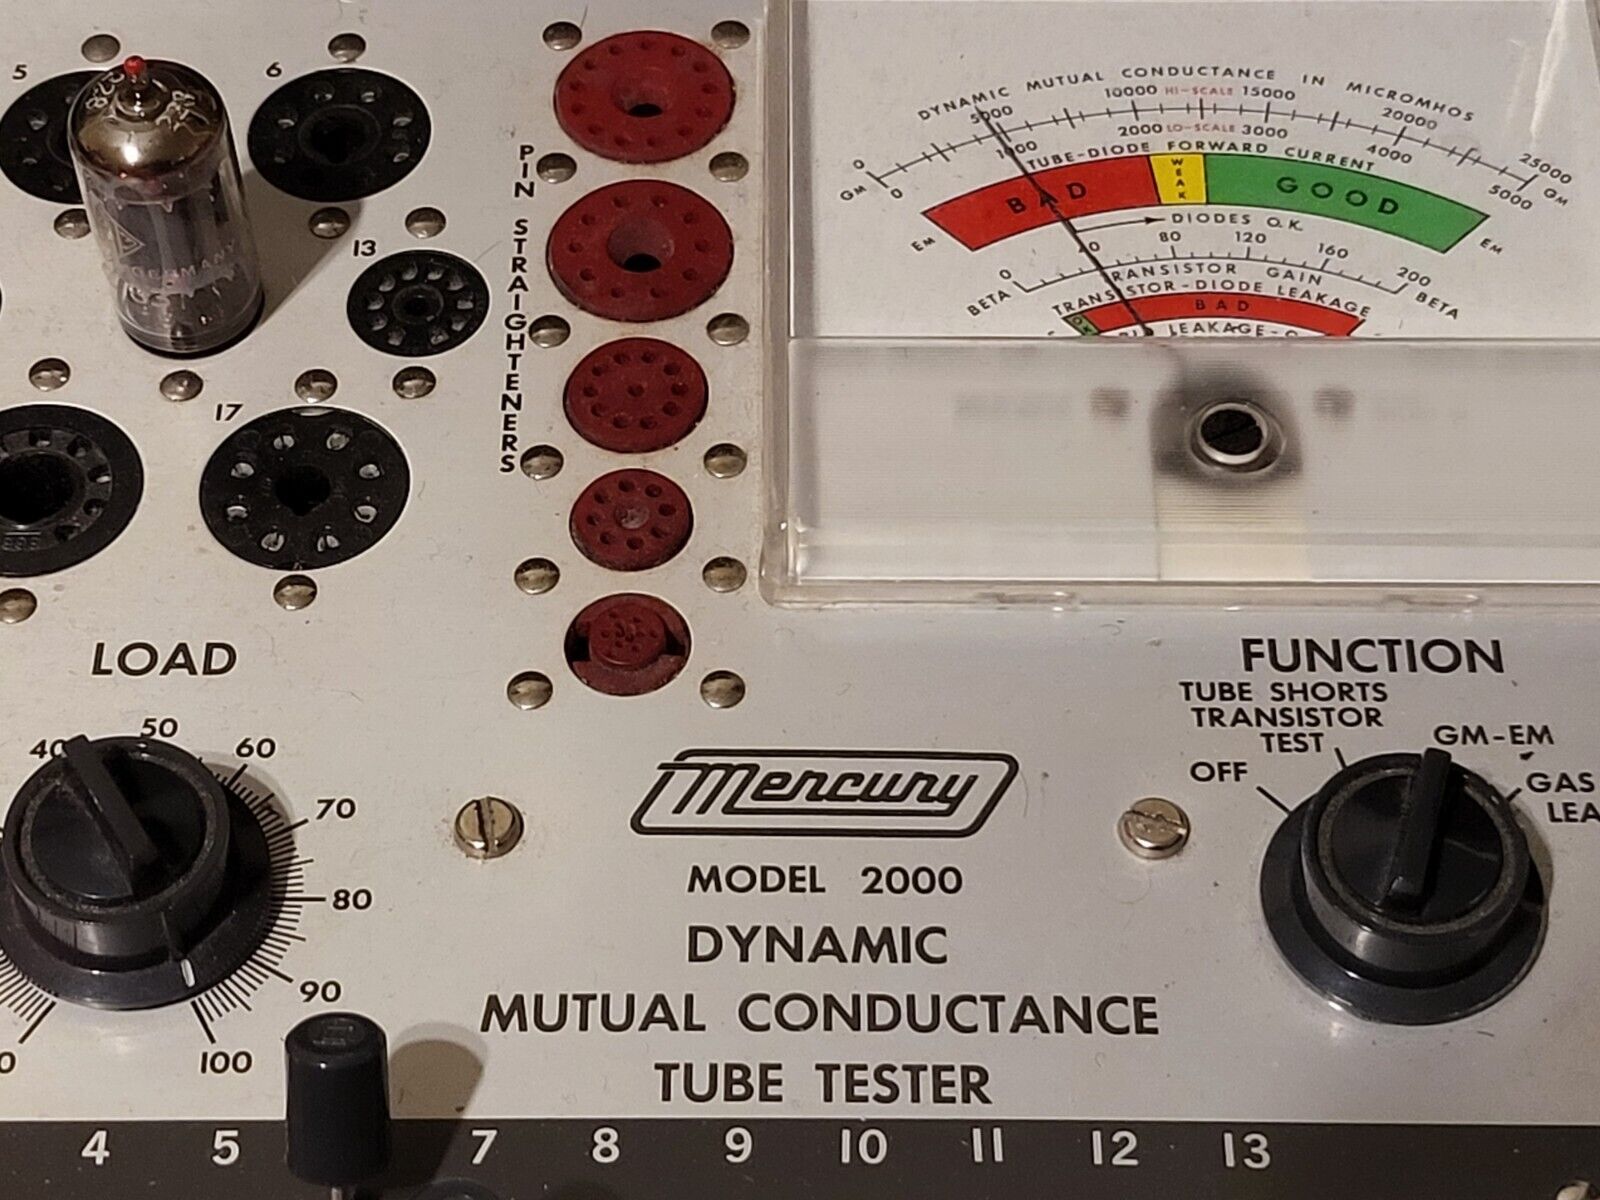 5
6
13
17
PIN STRAIGHTENERS
DYNAMIC MUTUAL CONDUCTANCE IN MICROMHOS
0 5000 10000 HI-SCALE 15000 20000 25000
GM 0 1000 2000 LO-SCALE 3000 4000 5000 GM
TUBE-DIODE FORWARD CURRENT
EM BAD WEAK GOOD EM
DIODES O.K.
BETA 0 40 80 120 160 200 BETA
TRANSISTOR GAIN
TRANSISTOR-DIODE LEAKAGE
OK BAD
LEAKAGE-
LOAD
40 50 60 70 80 90 100
FUNCTION
OFF
TUBE SHORTS
TRANSISTOR
TEST
GM-EM
GAS
LEA
Mercury
MODEL 2000
DYNAMIC
MUTUAL CONDUCTANCE
TUBE TESTER
4 5 7 8 9 10 11 12 13